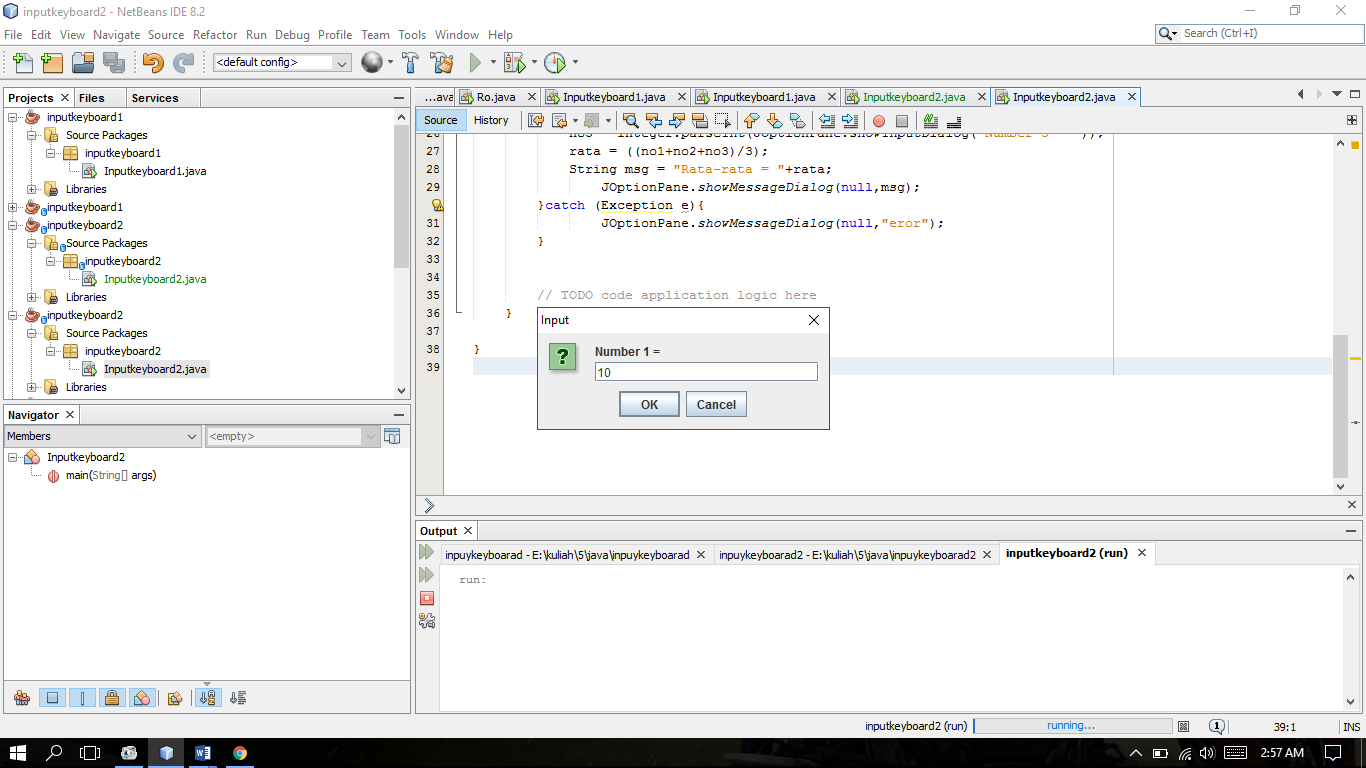 inputkeyboard2 - NetBeans IDE 8.2
File Edit View Navigate Source Refactor Run Debug Profile Team Tools Window Help
Search (Ctrl+I)
<default config>
Projects Files Services
inputkeyboard1
Source Packages
inputkeyboard1
Inputkeyboard1.java
Libraries
inputkeyboard1
inputkeyboard2
Source Packages
inputkeyboard2
Inputkeyboard2.java
Libraries
inputkeyboard2
Source Packages
inputkeyboard2
Inputkeyboard2.java
Libraries
Navigator
Members <empty>
Inputkeyboard2
main(String[] args)
...ava Ro.java Inputkeyboard1.java Inputkeyboard1.java Inputkeyboard2.java Inputkeyboard2.java
Source History
27 rata = ((no1+no2+no3)/3);
28 String msg = "Rata-rata = "+rata;
29 JOptionPane.showMessageDialog(null,msg);
}catch (Exception e){
31 JOptionPane.showMessageDialog(null,"eror");
32 }
33
34
35 // TODO code application logic here
36 }
37
38 }
39
Input
Number 1 =
10
OK Cancel
Output
inpuykeyboarad - E:\kuliah\5\java\inpuykeyboarad inpuykeyboarad2 - E:\kuliah\5\java\inpuykeyboarad2 inputkeyboard2 (run)
run:
inputkeyboard2 (run) running... 1 39:1 INS
2:57 AM